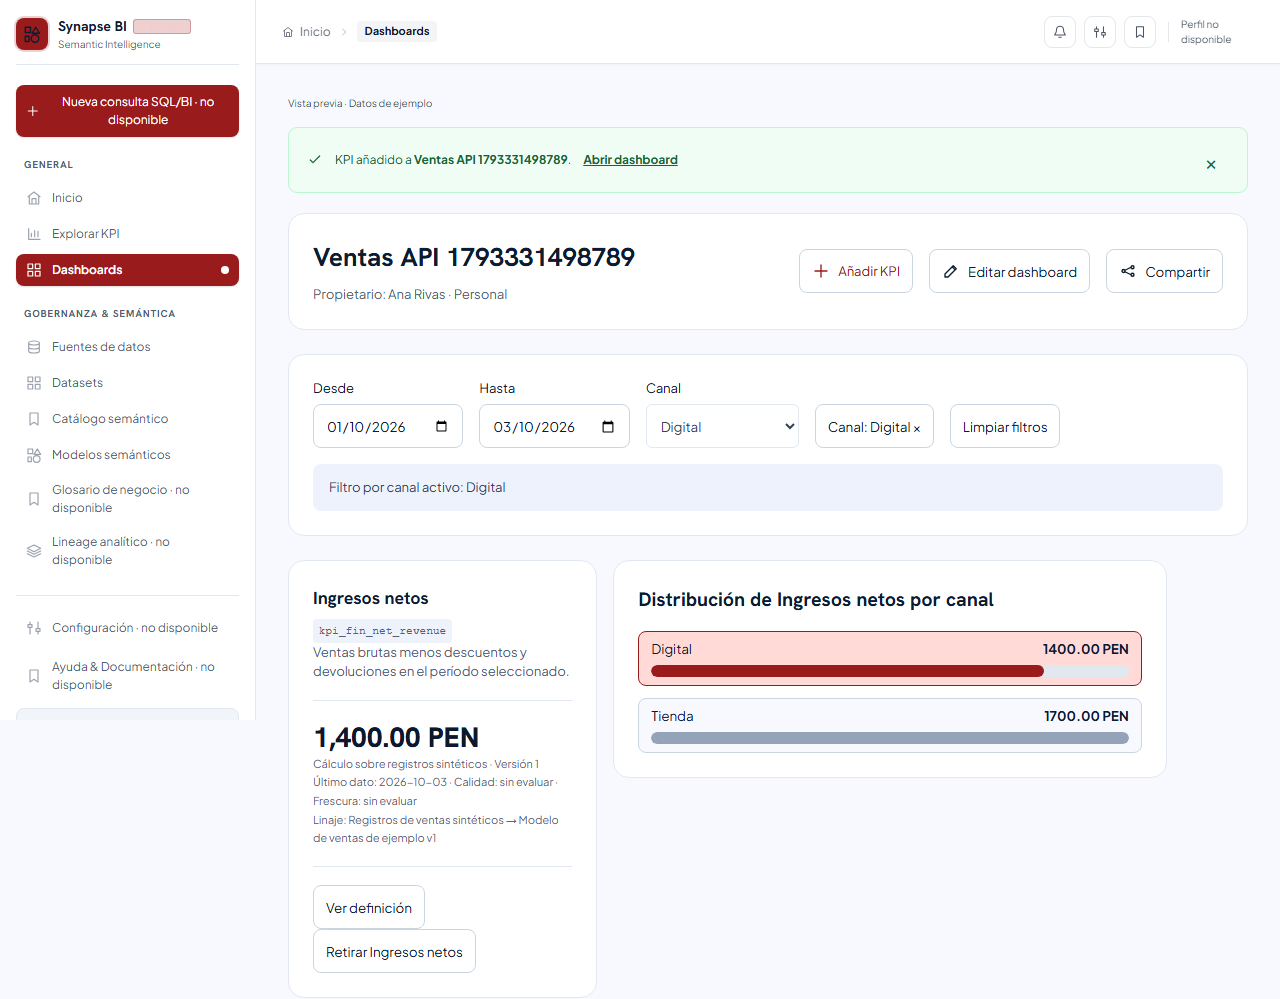 Synapse BI
Semantic Intelligence
Nueva consulta SQL/BI · no
disponible
GENERAL
Inicio
Explorar KPI
Dashboards
GOBERNANZA & SEMÁNTICA
Fuentes de datos
Datasets
Catálogo semántico
Modelos semánticos
Glosario de negocio · no
disponible
Lineage analítico · no
disponible
Configuración · no disponible
Ayuda & Documentación · no
disponible
Inicio
Dashboards
Perfil no
disponible
Vista previa · Datos de ejemplo
KPI añadido a Ventas API 1793331498789. Abrir dashboard
Ventas API 1793331498789
Propietario: Ana Rivas · Personal
Añadir KPI
Editar dashboard
Compartir
Desde
Hasta
Canal
01/10/2026
03/10/2026
Digital
Canal: Digital ×
Limpiar filtros
Filtro por canal activo: Digital
Ingresos netos
kpi_fin_net_revenue
Ventas brutas menos descuentos y
devoluciones en el período seleccionado.
1,400.00 PEN
Cálculo sobre registros sintéticos · Versión 1
Último dato: 2026-10-03 · Calidad: sin evaluar ·
Frescura: sin evaluar
Linaje: Registros de ventas sintéticos → Modelo
de ventas de ejemplo v1
Ver definición
Retirar Ingresos netos
Distribución de Ingresos netos por canal
Digital 1400.00 PEN
Tienda 1700.00 PEN